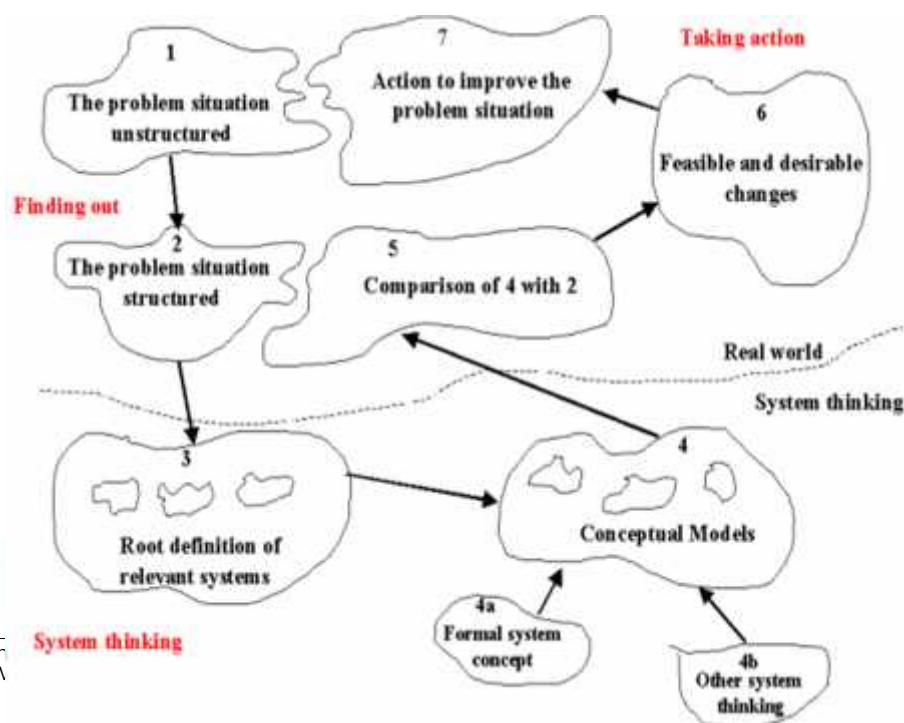 1
The problem situation
unstructured
7
Action to improve the
problem situation
Taking action
6
Feasible and desirable
changes
Finding out
2
The problem situation
structured
5
Comparison of 4 with 2
Real world
System thinking
3
Root definition of
relevant systems
4
Conceptual Models
4a
Formal system
concept
4b
Other system
thinking
System thinking